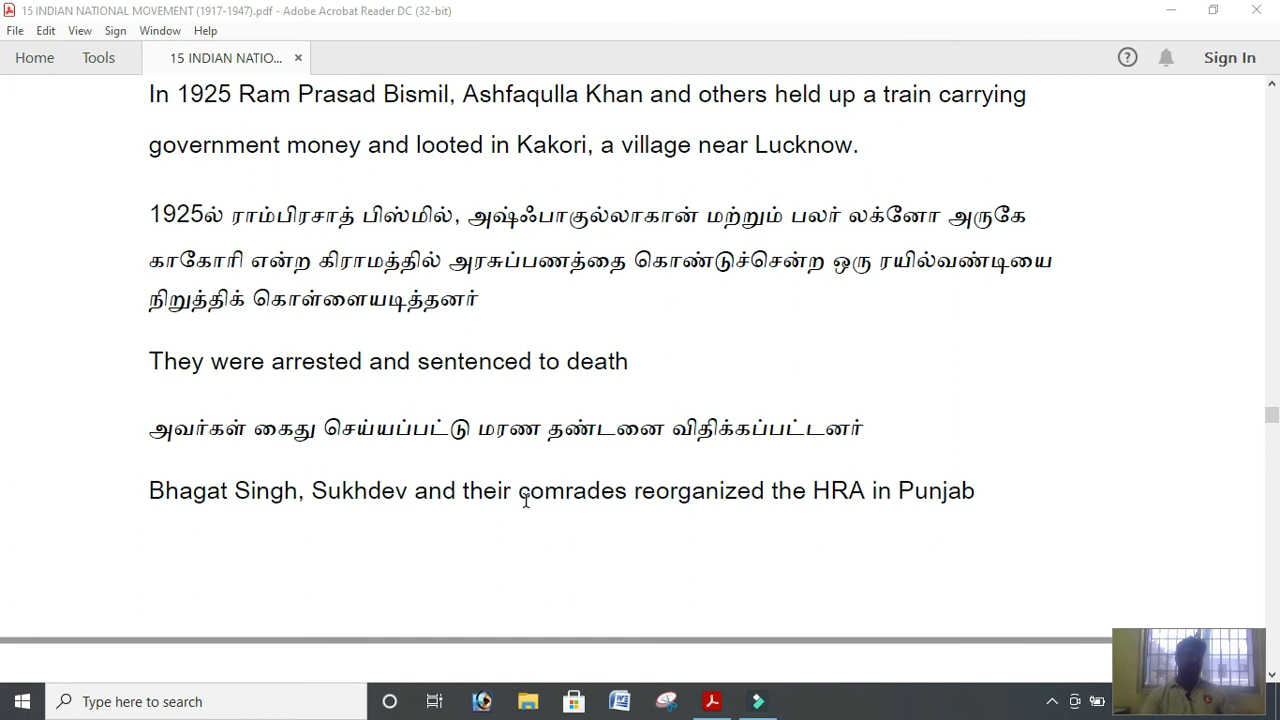 15 INDIAN NATIONAL MOVEMENT (1917-1947).pdf - Adobe Acrobat Reader DC (32-bit)
File Edit View Sign Window Help
Home Tools 15 INDIAN NATIO... × Sign In
In 1925 Ram Prasad Bismil, Ashfaqulla Khan and others held up a train carrying
government money and looted in Kakori, a village near Lucknow.
1925ல் ராம்பிரசாத் பிஸ்மில், அஷ்ஃபாகுல்லாகான் மற்றும் பலர் லக்னோ அருகே
காகோரி என்ற கிராமத்தில் அரசுப்பணத்தை கொண்டுச்சென்ற ஒரு ரயில்வண்டியை
நிறுத்திக் கொள்ளையடித்தனர்
They were arrested and sentenced to death
அவர்கள் கைது செய்யப்பட்டு மரண தண்டனை விதிக்கப்பட்டனர்
Bhagat Singh, Sukhdev and their comrades reorganized the HRA in Punjab
Type here to search